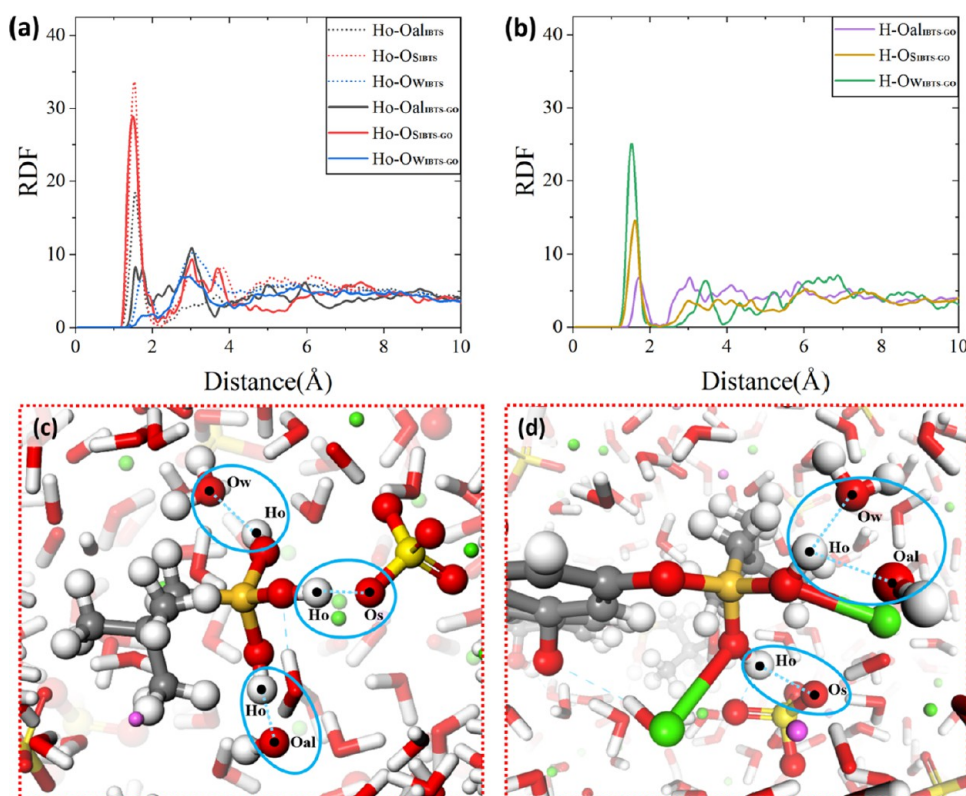 (a)
40
30
20
10
0
RDF
Ho-OalIBTS
Ho-OsIBTS
Ho-OwIBTS
Ho-OalIBTS-GO
Ho-OsIBTS-GO
Ho-OwIBTS-GO
0 2 4 6 8 10
Distance(Å)
(b)
40
30
20
10
0
RDF
H-OalIBTS-GO
H-OsIBTS-GO
H-OwIBTS-GO
0 2 4 6 8 10
Distance(Å)
(c)
Ow
Ho
Ho
Os
Ho
Oal
(d)
Ow
Ho
Oal
Ho
Os